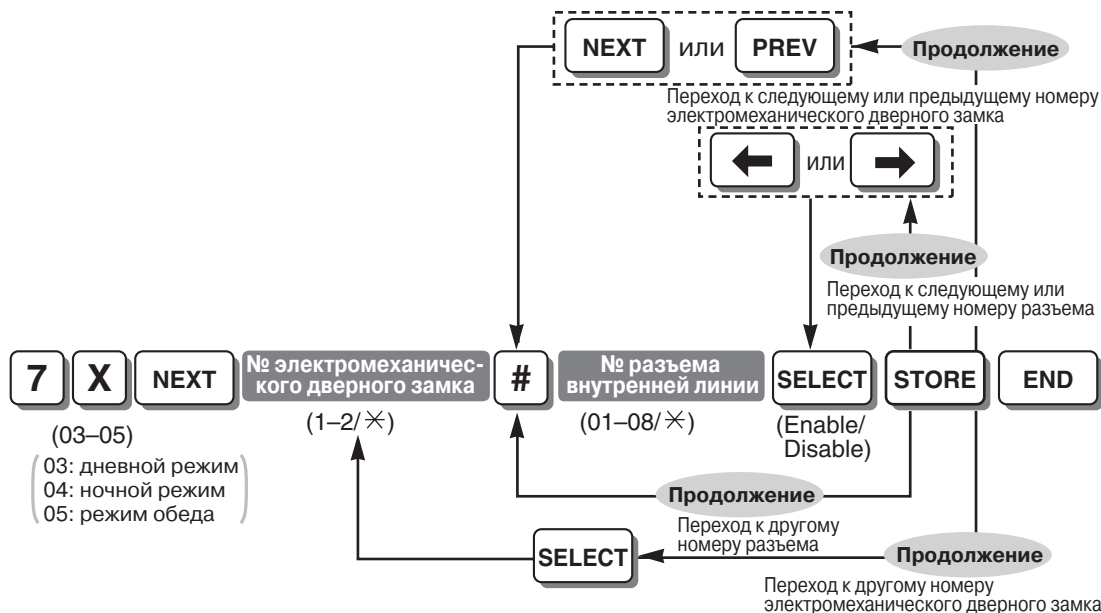 NEXT или PREV
Продолжение
Переход к следующему или предыдущему номеру
электромеханического дверного замка
← или →
Продолжение
Переход к следующему или
предыдущему номеру разъема
7 X NEXT
№ электромеханичес-
кого дверного замка
#
№ разъема
внутренней линии
SELECT STORE END
(03–05)
(1–2/✳)
(01–08/✳)
(Enable/
Disable)
03: дневной режим
04: ночной режим
05: режим обеда
Продолжение
Переход к другому
номеру разъема
SELECT
Продолжение
Переход к другому номеру
электромеханического дверного замка